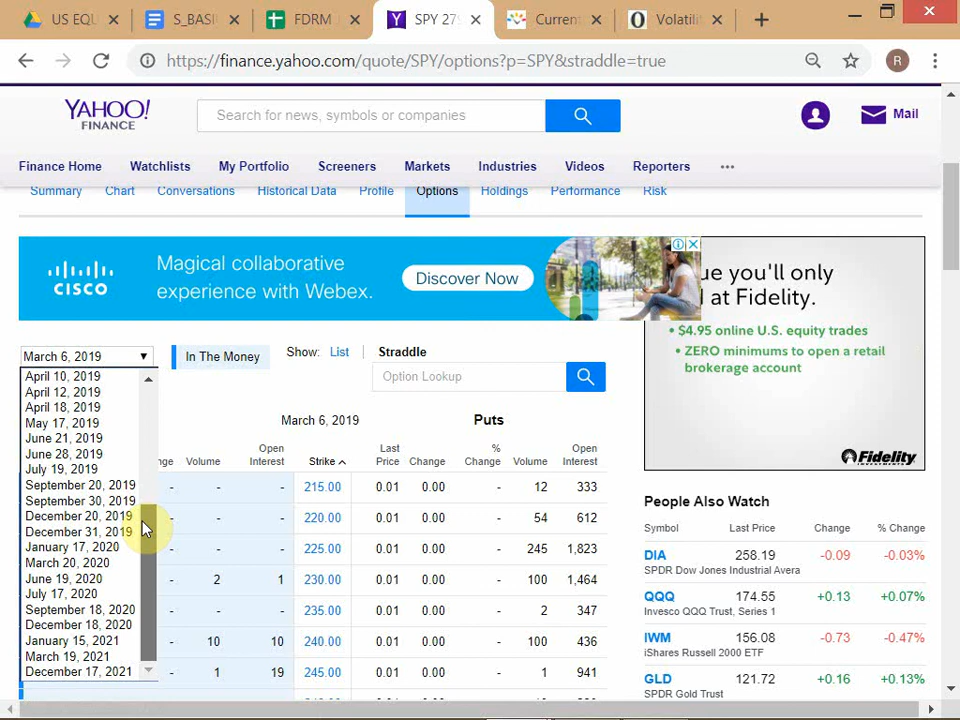 US EQU
S_BASI
FDRM
SPY 279
Current
Volatili
https://finance.yahoo.com/quote/SPY/options?p=SPY&straddle=true
R
YAHOO!
FINANCE
Search for news, symbols or companies
Mail
Finance Home Watchlists My Portfolio Screeners Markets Industries Videos Reporters
Summary Chart Conversations Historical Data Profile Options Holdings Performance Risk
CISCO
Magical collaborative
experience with Webex.
Discover Now
ue you'll only
d at Fidelity.
• $4.95 online U.S. equity trades
• ZERO minimums to open a retail
brokerage account
Fidelity
March 6, 2019
In The Money
Show: List Straddle
Option Lookup
April 10, 2019
April 12, 2019
April 18, 2019
May 17, 2019
June 21, 2019
June 28, 2019
July 19, 2019
September 20, 2019
September 30, 2019
December 20, 2019
December 31, 2019
January 17, 2020
March 20, 2020
June 19, 2020
July 17, 2020
September 18, 2020
December 18, 2020
January 15, 2021
March 19, 2021
December 17, 2021
March 6, 2019 Puts
nge Volume Open Interest Strike Last Price Change % Change Volume Open Interest
- - - 215.00 0.01 0.00 - 12 333
- - - 220.00 0.01 0.00 - 54 612
- - - 225.00 0.01 0.00 - 245 1,823
- 2 1 230.00 0.01 0.00 - 100 1,464
- - - 235.00 0.01 0.00 - 2 347
- 10 10 240.00 0.01 0.00 - 100 436
- 1 19 245.00 0.01 0.00 - 1 941
People Also Watch
Symbol Last Price Change % Change
DIA 258.19 -0.09 -0.03%
SPDR Dow Jones Industrial Avera
QQQ 174.55 +0.13 +0.07%
Invesco QQQ Trust, Series 1
IWM 156.08 -0.73 -0.47%
iShares Russell 2000 ETF
GLD 121.72 +0.16 +0.13%
SPDR Gold Trust